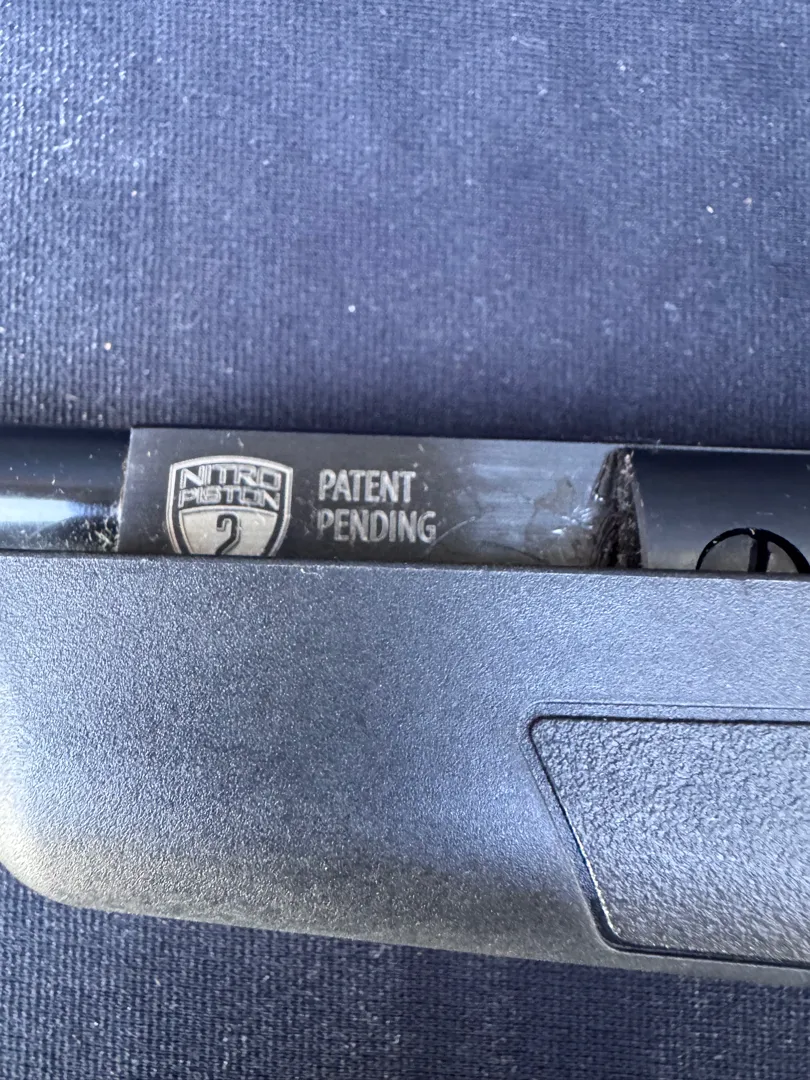 NITRO
PISTON
2
PATENT
PENDING